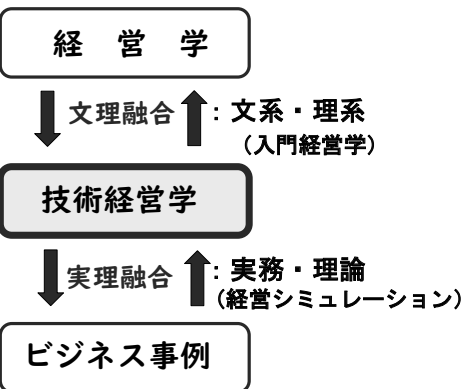 経 営 学
文理融合 : 文系・理系
(入門経営学)
技術経営学
実理融合 : 実務・理論
(経営シミュレーション)
ビジネス事例